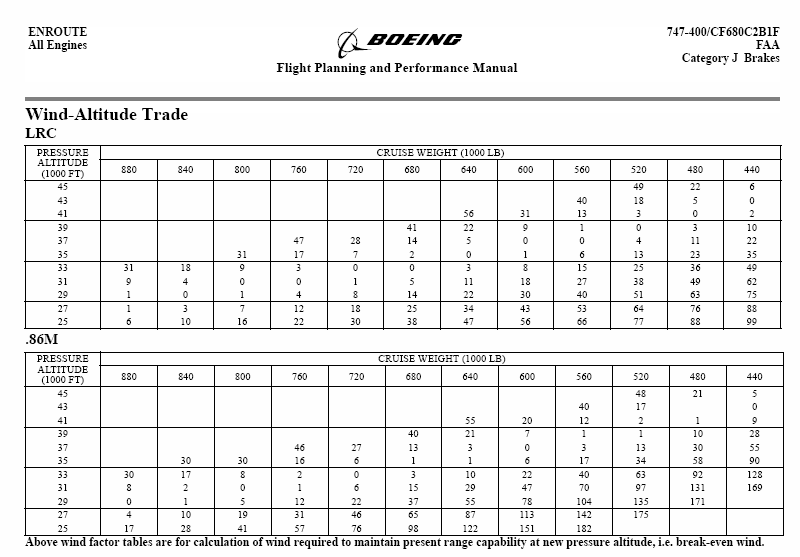 ENROUTE
All Engines
BOEING
Flight Planning and Performance Manual
747-400/CF680C2B1F
FAA
Category J Brakes
Wind-Altitude Trade
LRC
PRESSURE ALTITUDE (1000 FT) CRUISE WEIGHT (1000 LB)
880 840 800 760 720 680 640 600 560 520 480 440
45 49 22 6
43 40 18 5 0
41 56 31 13 3 0 2
39 41 22 9 1 0 3 10
37 47 28 14 5 0 0 4 11 22
35 31 17 7 2 0 1 6 13 23 35
33 31 18 9 3 0 0 3 8 15 25 36 49
31 9 4 0 0 1 5 11 18 27 38 49 62
29 1 0 1 4 8 14 22 30 40 51 63 75
27 1 3 7 12 18 25 34 43 53 64 76 88
25 6 10 16 22 30 38 47 56 66 77 88 99
.86M
PRESSURE ALTITUDE (1000 FT) CRUISE WEIGHT (1000 LB)
880 840 800 760 720 680 640 600 560 520 480 440
45 48 21 5
43 40 17 0
41 55 20 12 2 1 9
39 40 21 7 1 1 10 28
37 46 27 13 3 0 3 13 30 55
35 30 30 16 6 1 1 6 17 34 58 90
33 30 17 8 2 0 3 10 22 40 63 92 128
31 8 2 0 1 6 15 29 47 70 97 131 169
29 0 1 5 12 22 37 55 78 104 135 171
27 4 10 19 31 46 65 87 113 142 175
25 17 28 41 57 76 98 122 151 182
Above wind factor tables are for calculation of wind required to maintain present range capability at new pressure altitude, i.e. break-even wind.